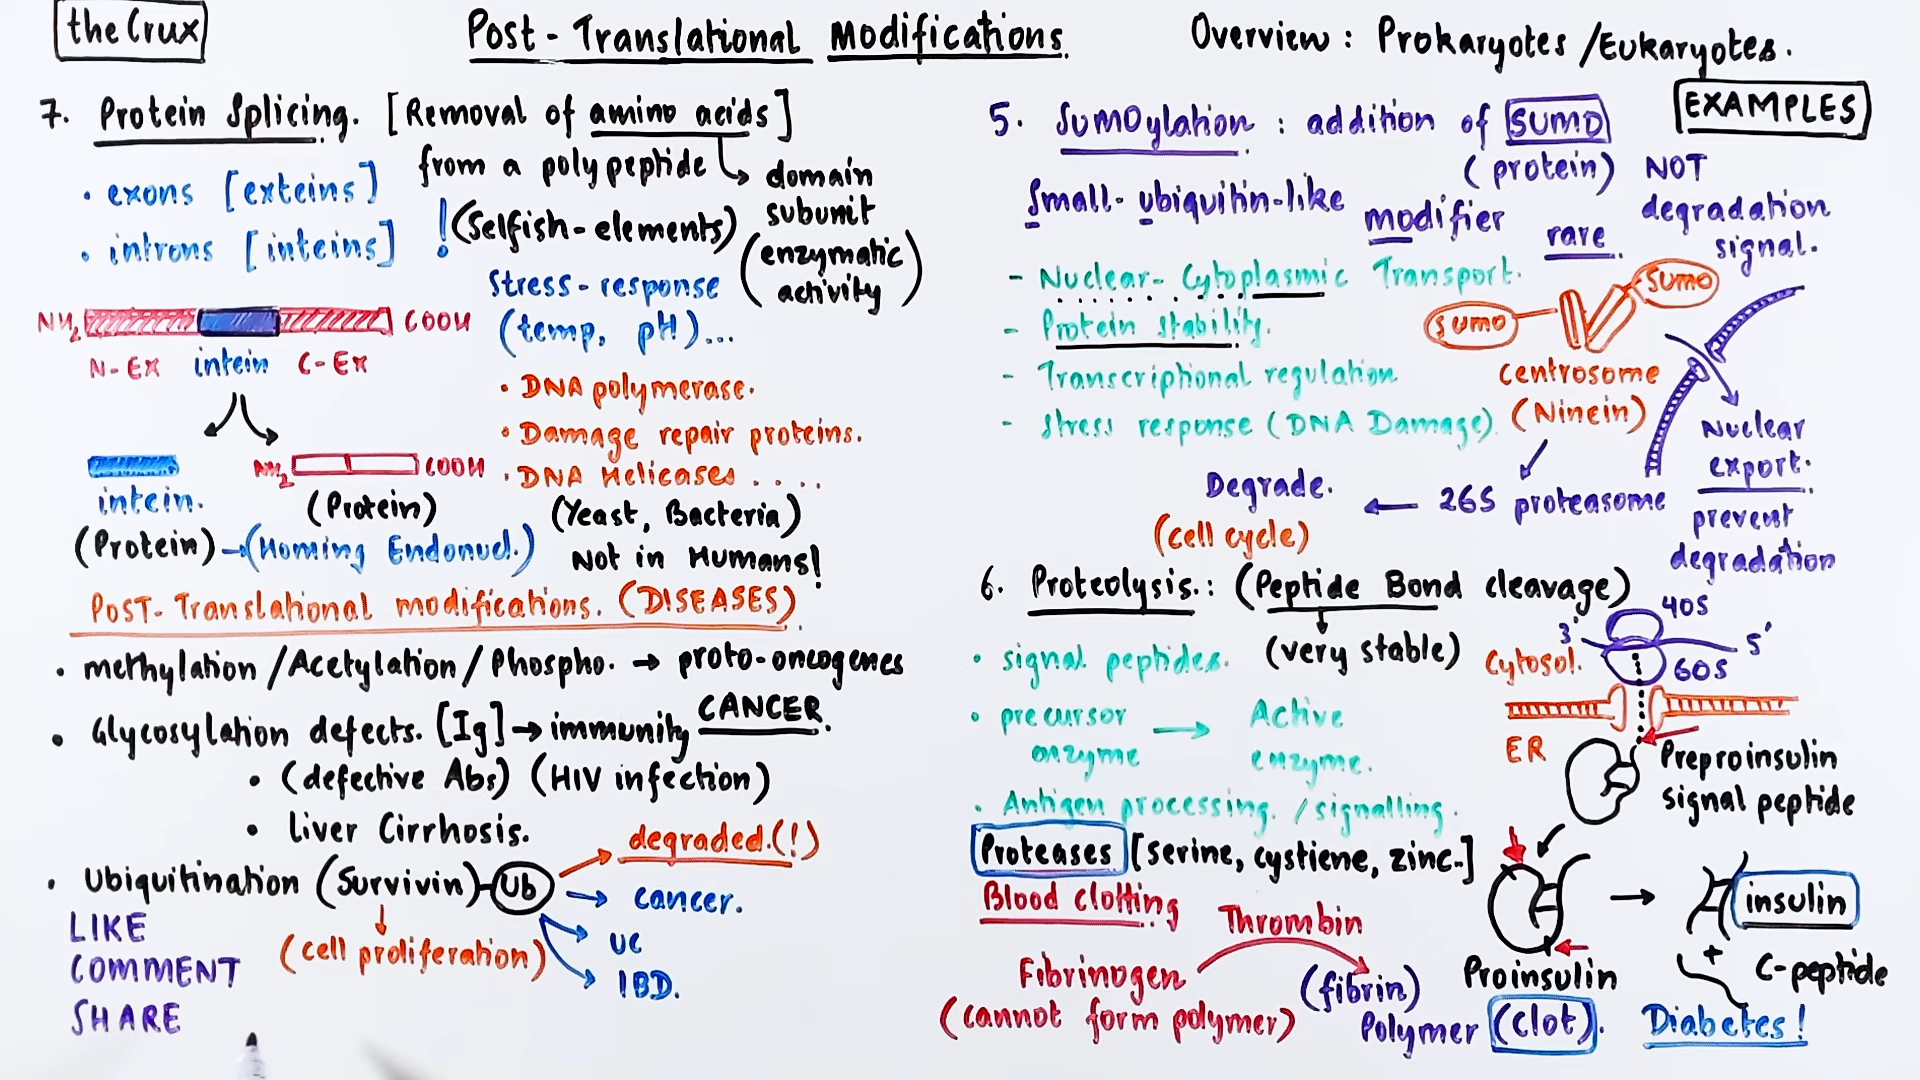 the Crux
Post-Translational Modifications.
Overview: Prokaryotes/Eukaryotes.
EXAMPLES
7. Protein Splicing. [Removal of amino acids]
from a polypeptide
domain
subunit
(enzymatic
activity)
• exons [exteins]
• introns [inteins]
! (Selfish-elements)
stress-response
(temp, pH)...
NH2 COOH
N-Ex intein C-Ex
• DNA polymerase.
• Damage repair proteins.
• DNA Helicases ....
(Yeast, Bacteria)
Not in Humans!
NH2 COOH
intein.
(Protein)
(Protein) → (Homing Endonucl.)
POST-Translational modifications. (DISEASES)
• methylation/Acetylation/Phospho. → proto-oncogenes
CANCER.
• Glycosylation defects. [Ig] → immunity
• (defective Abs) (HIV infection)
• liver Cirrhosis.
• Ubiquitination (Survivin)-Ub
degraded.(!)
cancer.
UC
IBD.
(cell proliferation)
LIKE
COMMENT
SHARE
5. SUMOylation : addition of SUMO
(protein)
Small-ubiquitin-like modifier
NOT
degradation
signal.
rare.
- Nuclear-Cytoplasmic Transport.
- Protein stability.
- Transcriptional regulation
- stress response (DNA Damage).
SUMO
SUMO
centrosome
(Ninein)
26S proteasome
Degrade.
(cell cycle)
Nuclear
export.
prevent
degradation
6. Proteolysis.: (Peptide Bond cleavage)
(very stable)
• signal peptides.
• precursor enzyme → Active enzyme.
• Antigen processing. /signalling.
Proteases [serine, cystiene, zinc..]
Blood clotting
Thrombin
Fibrinogen
(cannot form polymer)
(fibrin)
Polymer (clot).
40S
3' 5'
Cytosol.
60S
ER
Preproinsulin
signal peptide
Proinsulin
insulin
+
C-peptide
Diabetes!